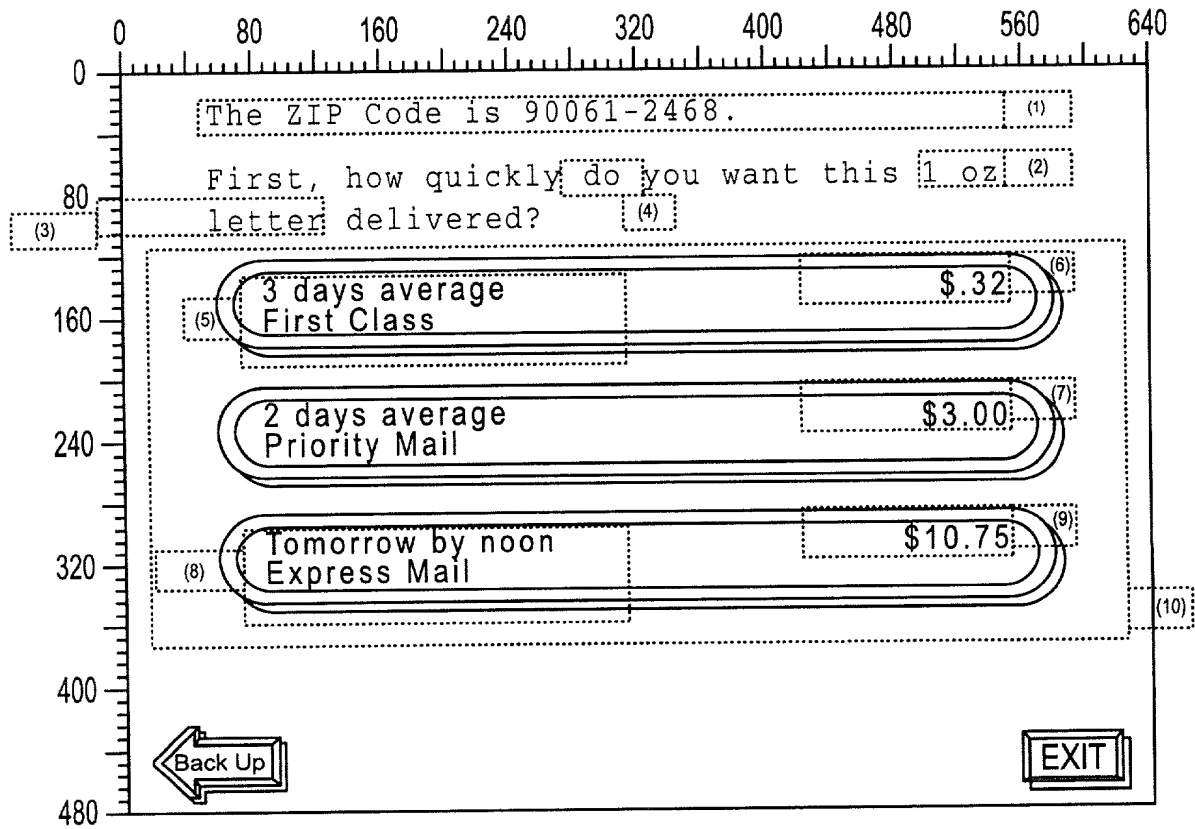 0 80 160 240 320 400 480 560 640
0
The ZIP Code is 90061-2468. (1)
First, how quickly do you want this 1 oz (2)
80
(3) letter delivered? (4)
3 days average $.32 (6)
160 (5) First Class
2 days average $3.00 (7)
240 Priority Mail
Tomorrow by noon $10.75 (9)
320 (8) Express Mail
(10)
400
Back Up EXIT
480